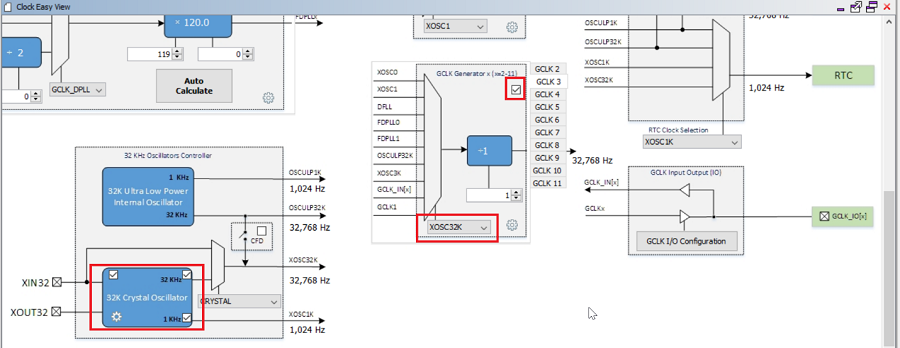 Clock Easy View
FDPLLx
× 120.0
÷ 2
0
119
0
GCLK_DPLL
Auto
Calculate
XOSC1
GCLK Generator x (x=2-11)
XOSC0
XOSC1
DFLL
FDPLL0
FDPLL1
OSCULP32K
XOSC3K
GCLK_IN[x]
GCLK1
÷1
1
XOSC32K
GCLK 2
GCLK 3
GCLK 4
GCLK 5
GCLK 6
GCLK 7
GCLK 8
GCLK 9
GCLK 10
GCLK 11
32,768 Hz
32,768 Hz
OSCULP1K
OSCULP32K
XOSC1K
XOSC32K
RTC Clock Selection
XOSC1K
1,024 Hz
RTC
GCLK Input Output (IO)
GCLK_IN[x]
GCLKx
GCLK I/O Configuration
GCLK_IO[x]
32 KHz Oscillators Controller
1 KHz
32K Ultra Low Power
Internal Oscillator
32 KHz
OSCULP1K
1,024 Hz
OSCULP32K
32,768 Hz
CFD
XOSC32K
32,768 Hz
XIN32
XOUT32
32 KHz
32K Crystal Oscillator
1 KHz
CRYSTAL
XOSC1K
1,024 Hz